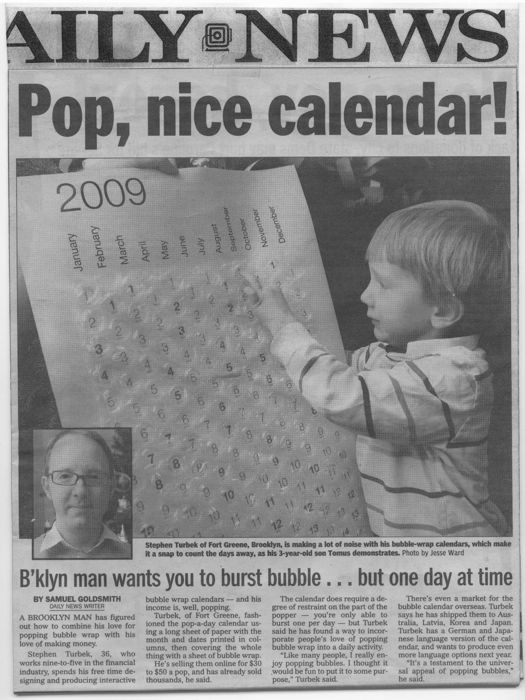 AILY NEWS
Pop, nice calendar!
2009
January
February
March
April
May
June
July
August
September
October
November
December
Stephen Turbek of Fort Greene, Brooklyn, is making a lot of noise with his bubble-wrap calendars, which make
it a snap to count the days away, as his 3-year-old son Tomus demonstrates. Photo by Jesse Ward
B'klyn man wants you to burst bubble . . . but one day at time
BY SAMUEL GOLDSMITH
DAILY NEWS WRITER
A BROOKLYN MAN has figured
out how to combine his love for
popping bubble wrap with his
love of making money.
Stephen Turbek, 36, who
works nine-to-five in the financial
industry, spends his free time de-
signing and producing interactive
bubble wrap calendars — and his
income is, well, popping.
Turbek, of Fort Greene, fash-
ioned the pop-a-day calendar us-
ing a long sheet of paper with the
month and dates printed in col-
umns, then covering the whole
thing with a sheet of bubble wrap.
He's selling them online for $30
to $50 a pop, and has already sold
thousands, he said.
The calendar does require a de-
gree of restraint on the part of the
popper — you're only able to
burst one per day — but Turbek
said he has found a way to incor-
porate people's love of popping
bubble wrap into a daily activity.
"Like many people, I really en-
joy popping bubbles. I thought it
would be fun to put it to some pur-
pose," Turbek said.
There's even a market for the
bubble calendar overseas. Turbek
says he has shipped them to Aus-
tralia, Latvia, Korea and Japan.
Turbek has a German and Japa-
nese language version of the cal-
endar, and wants to produce even
more language options next year.
"It's a testament to the univer-
sal appeal of popping bubbles,"
he said.